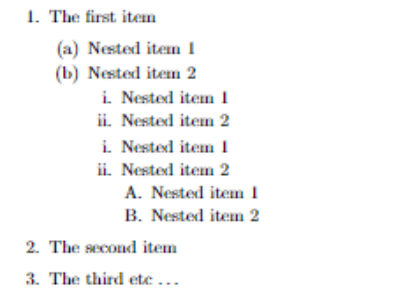 1. The first item
(a) Nested item 1
(b) Nested item 2
i. Nested item 1
ii. Nested item 2
i. Nested item 1
ii. Nested item 2
A. Nested item 1
B. Nested item 2
2. The second item
3. The third etc ...